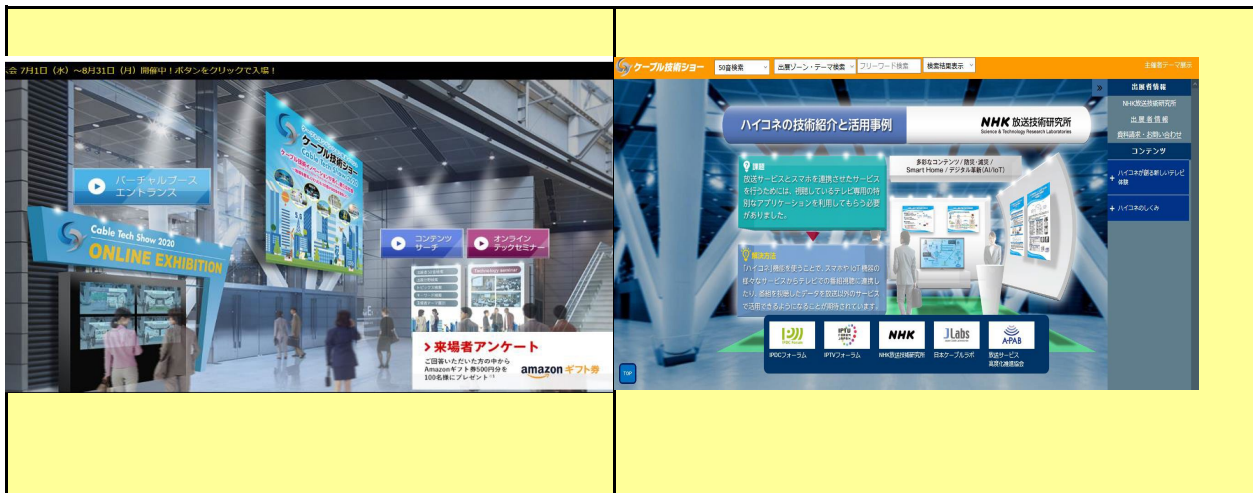 会 7月1日（水）～8月31日（月）開催中！ボタンをクリックで入場！
ケーブル技術ショー
Cable Tech Show 2020
バーチャルブース
エントランス
Cable Tech Show 2020
ONLINE EXHIBITION
コンテンツ
サーチ
オンライン
テックセミナー
Technology seminar
来場者アンケート
ご回答いただいた方の中から
Amazonギフト券500円分を
100名様にプレゼント
amazon ギフト券
ケーブル技術ショー
50音検索
出展ゾーン・テーマ検索
フリーワード検索
検索結果表示
主催者テーマ展示
ハイコネの技術紹介と活用事例
NHK 放送技術研究所
Science & Technology Research Laboratories
課題
放送サービスとスマホを連携させたサービス
を行うためには、視聴しているテレビ専用の特
別なアプリケーションを利用してもらう必要
がありました。
多彩なコンテンツ / 防災・減災 /
Smart Home / デジタル革新(AI/IoT)
解決方法
「ハイコネ」機能を使うことで、スマホや IoT 機器の
様々なサービスからテレビでの番組視聴に連携し
たり、番組を視聴したデータを放送以外のサービス
で活用できるようになることが期待されています。
IPDC Forum
IPDCフォーラム
IPTV
IPTVフォーラム
NHK
NHK放送技術研究所
JLabs
日本ケーブルラボ
A-PAB
放送サービス
高度化推進協会
TOP
出展者情報
NHK放送技術研究所
出展者情報
資料請求・お問い合わせ
コンテンツ
+ ハイコネが創る新しいテレビ
体験
+ ハイコネのしくみ